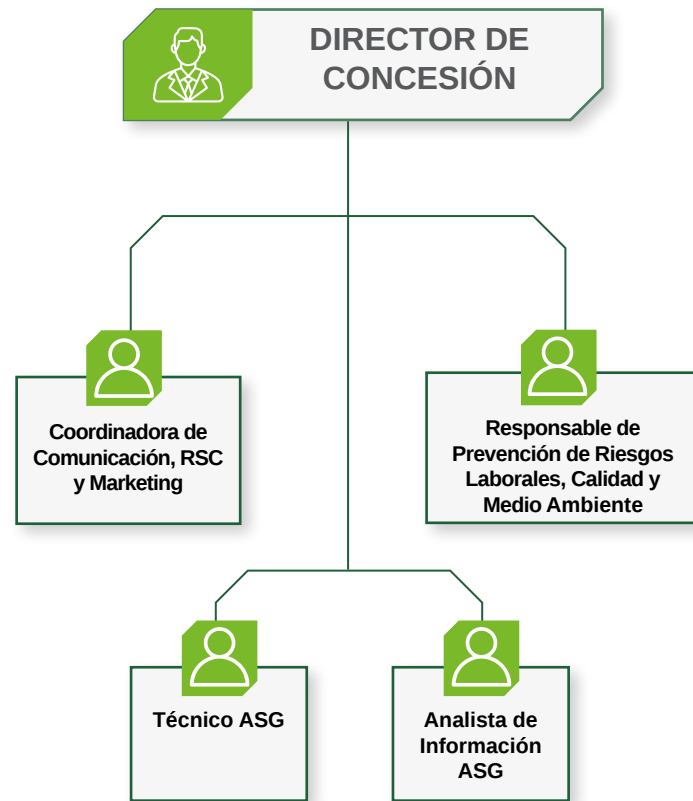 DIRECTOR DE
CONCESIÓN
Coordinadora de
Comunicación, RSC
y Marketing
Responsable de
Prevención de Riesgos
Laborales, Calidad y
Medio Ambiente
Técnico ASG
Analista de
Información
ASG